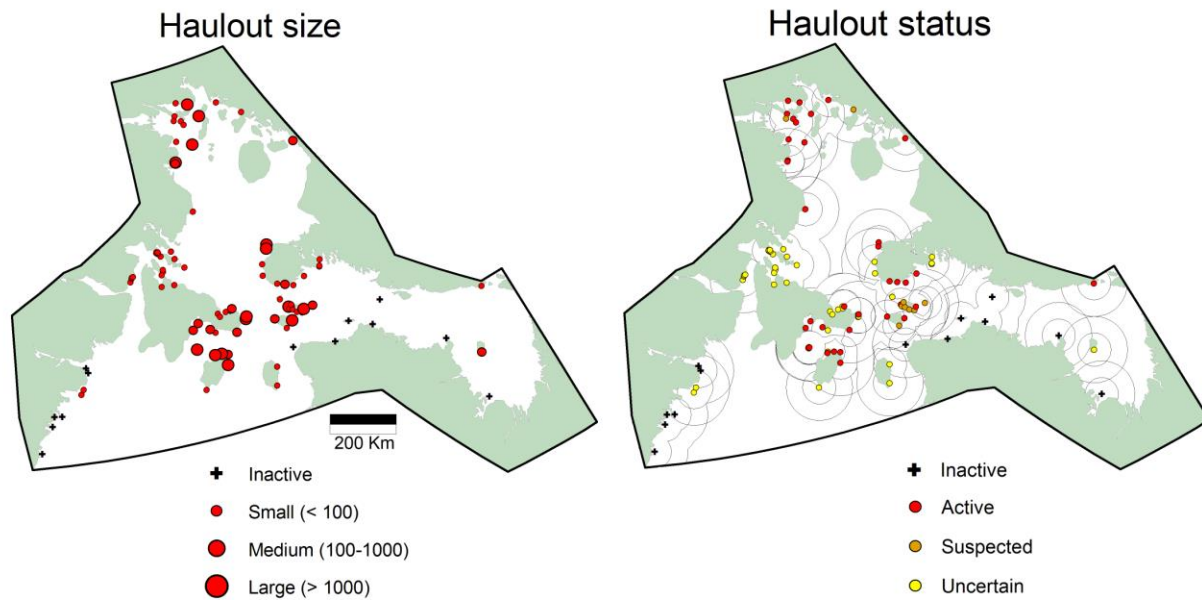 Haulout size
Haulout status
200 Km
Inactive
Small (< 100)
Medium (100-1000)
Large (> 1000)
Inactive
Active
Suspected
Uncertain